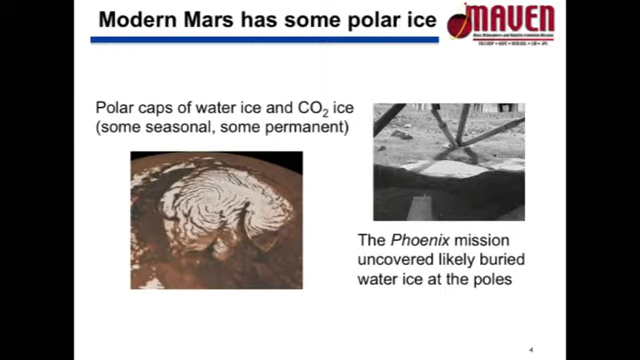 Modern Mars has some polar ice
MAVEN
Polar caps of water ice and CO₂ ice
(some seasonal, some permanent)
The Phoenix mission
uncovered likely buried
water ice at the poles
4